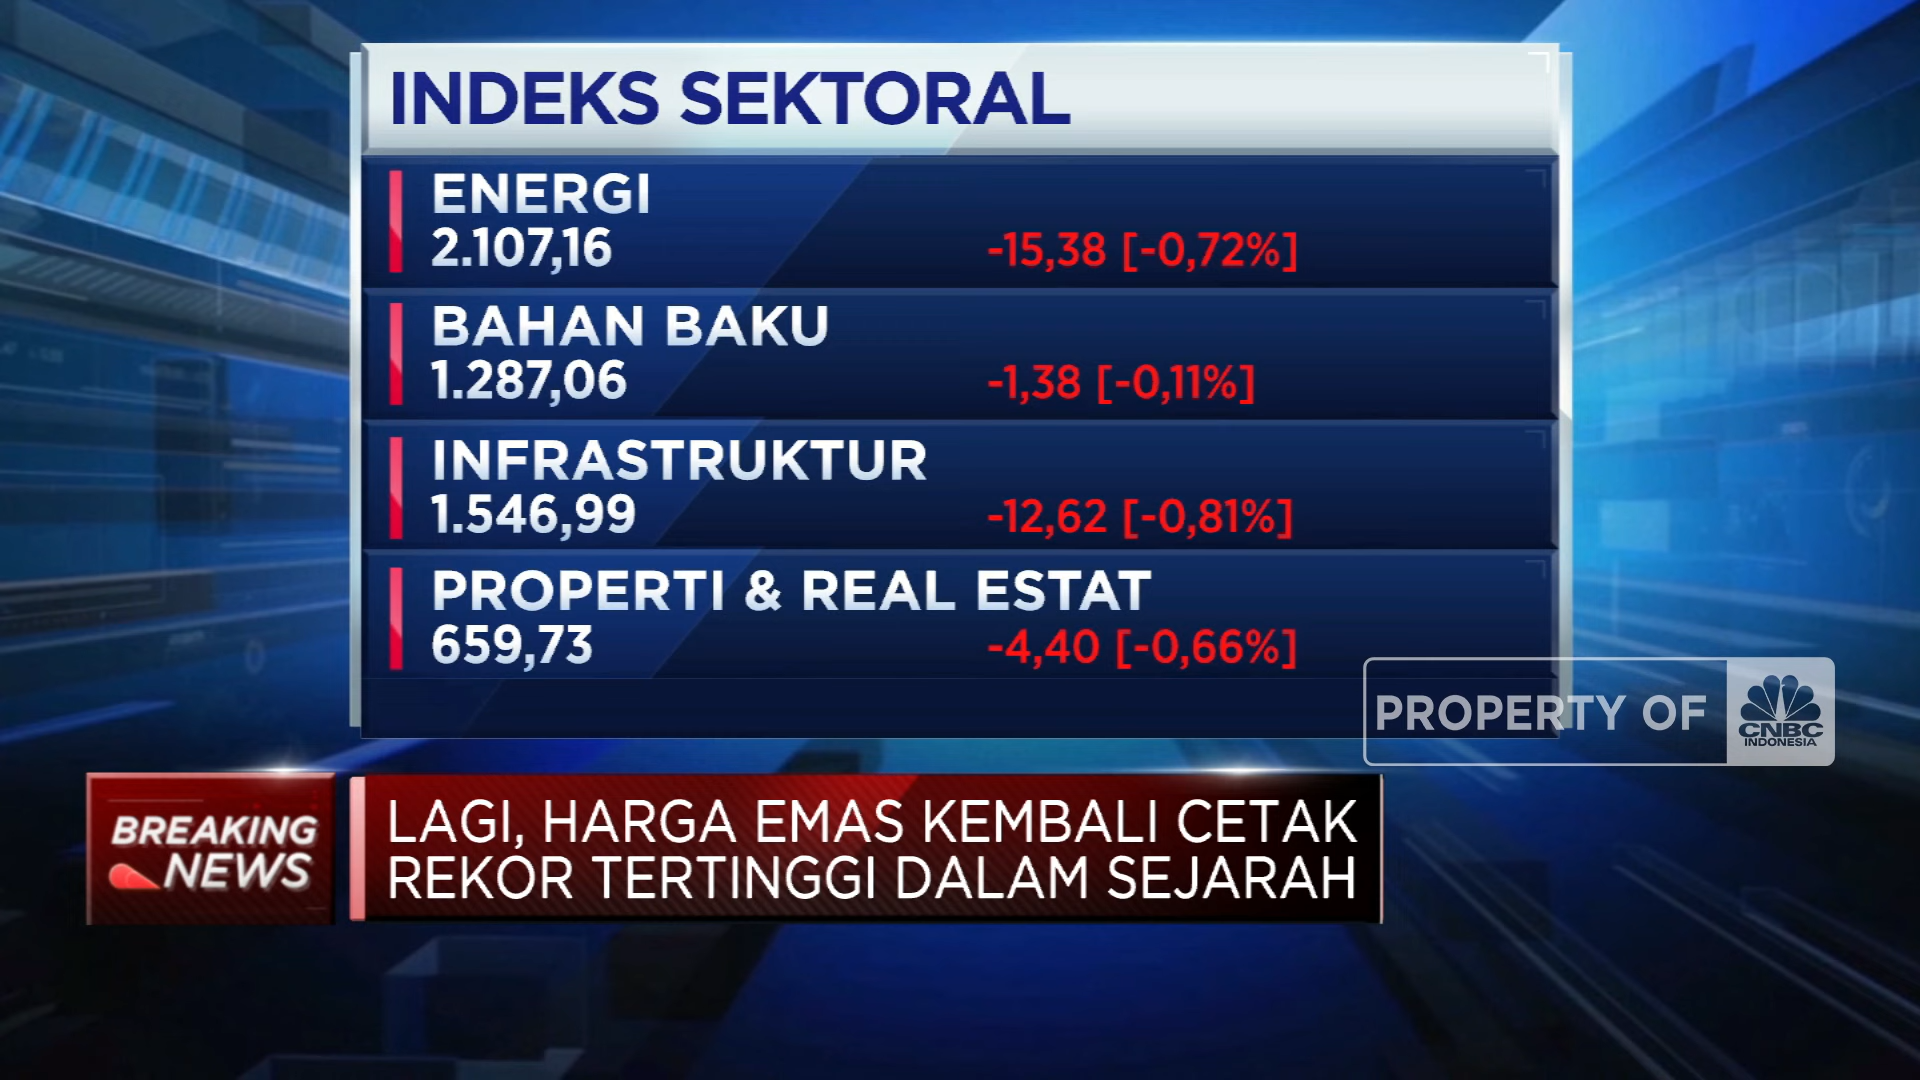 INDEKS SEKTORAL
ENERGI
2.107,16 -15,38 [-0,72%]
BAHAN BAKU
1.287,06 -1,38 [-0,11%]
INFRASTRUKTUR
1.546,99 -12,62 [-0,81%]
PROPERTI & REAL ESTAT
659,73 -4,40 [-0,66%]
PROPERTY OF
CNBC
INDONESIA
BREAKING
NEWS
LAGI, HARGA EMAS KEMBALI CETAK
REKOR TERTINGGI DALAM SEJARAH